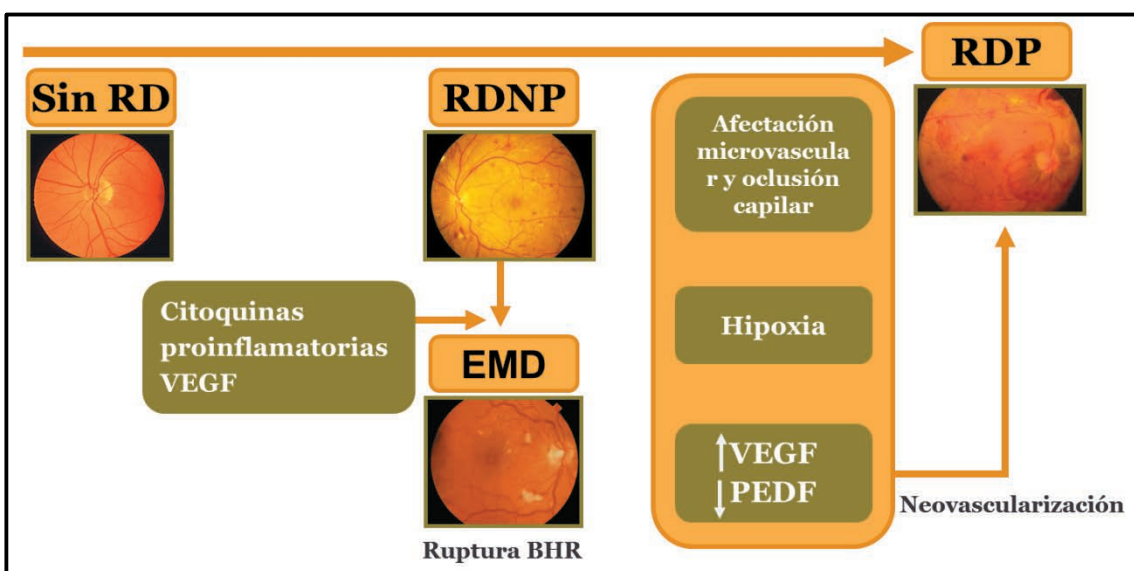 Sin RD
RDNP
RDP
Citoquinas
proinflamatorias
VEGF
EMD
Ruptura BHR
Afectación
microvascula
r y oclusión
capilar
Hipoxia
↑VEGF
↓PEDF
Neovascularización